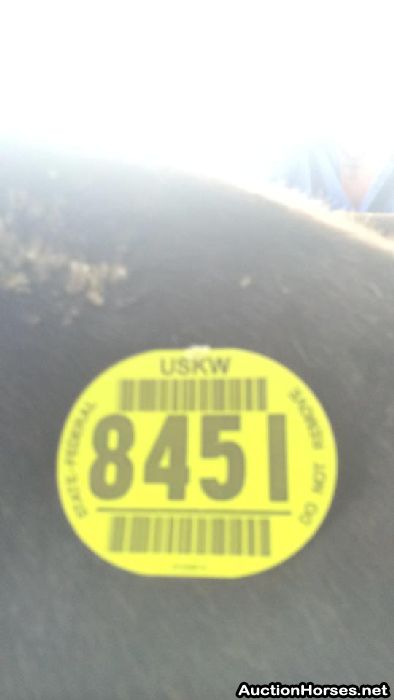 USKW
STATE-FEDERAL
8451
DO NOT REMOVE
AuctionHorses.net